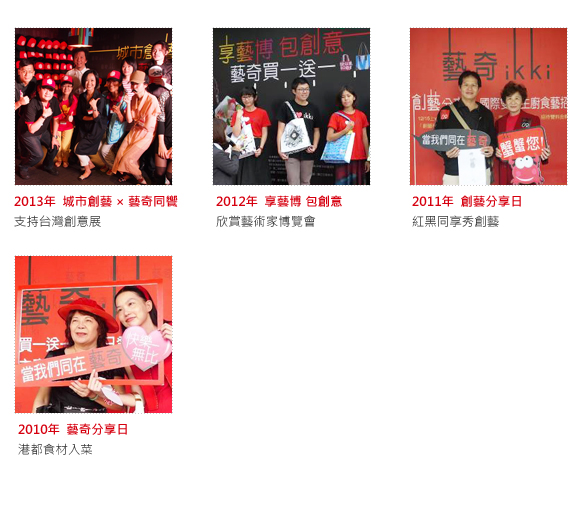 城市創藝
享藝博 包創意
藝奇買一送一
藝奇ikki
當我們同在藝奇
蟹蟹您!
2013年 城市創藝 × 藝奇同響
支持台灣創意展
2012年 享藝博 包創意
欣賞藝術家博覽會
2011年 創藝分享日
紅黑同享秀創藝
藝奇
買一送一
當我們同在藝奇
快樂
無比
2010年 藝奇分享日
港都食材入菜